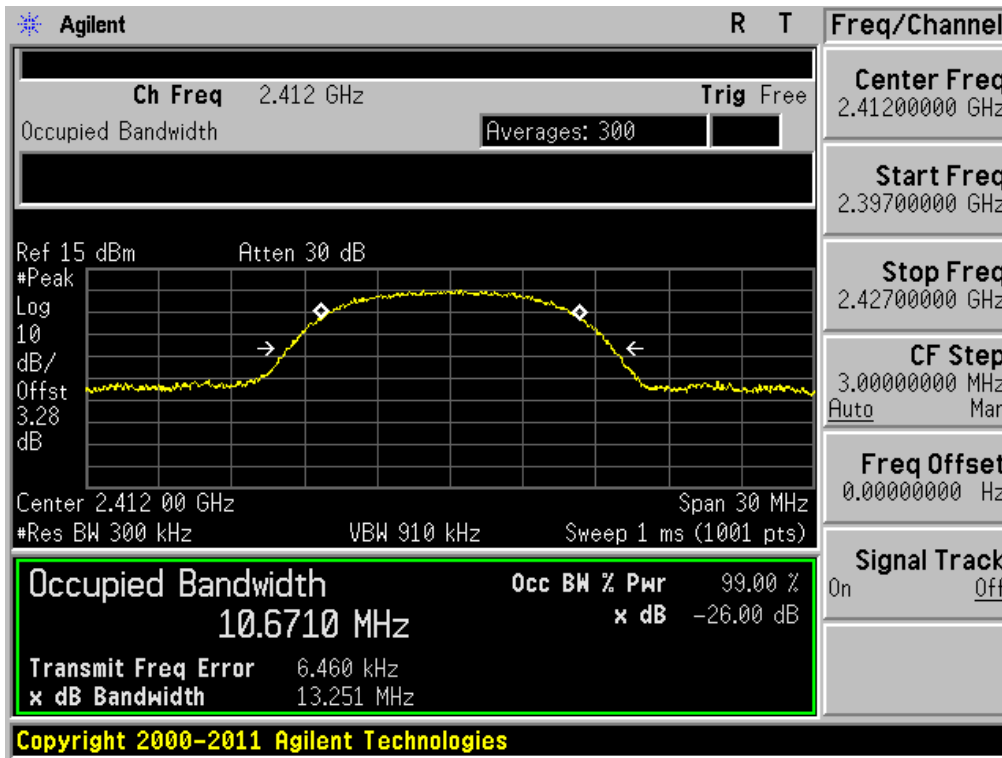 Agilent R T
Ch Freq 2.412 GHz Trig Free
Occupied Bandwidth Averages: 300
Ref 15 dBm Atten 30 dB
#Peak
Log
10
dB/
Offst
3.28
dB
Center 2.412 00 GHz Span 30 MHz
#Res BW 300 kHz VBW 910 kHz Sweep 1 ms (1001 pts)
Occupied Bandwidth Occ BW % Pwr 99.00 %
10.6710 MHz x dB -26.00 dB
Transmit Freq Error 6.460 kHz
x dB Bandwidth 13.251 MHz
Copyright 2000-2011 Agilent Technologies
Freq/Channel
Center Freq
2.41200000 GHz
Start Freq
2.39700000 GHz
Stop Freq
2.42700000 GHz
CF Step
3.00000000 MHz
Auto Man
Freq Offset
0.00000000 Hz
Signal Track
On Off